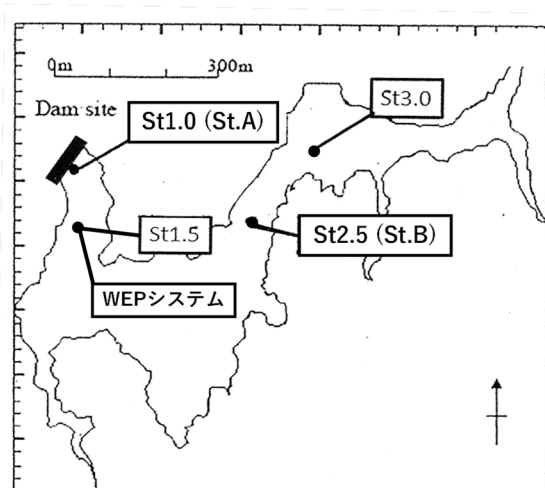 0m 300m
St3.0
Dam site
St1.0 (St.A)
St1.5
St2.5 (St.B)
WEPシステム